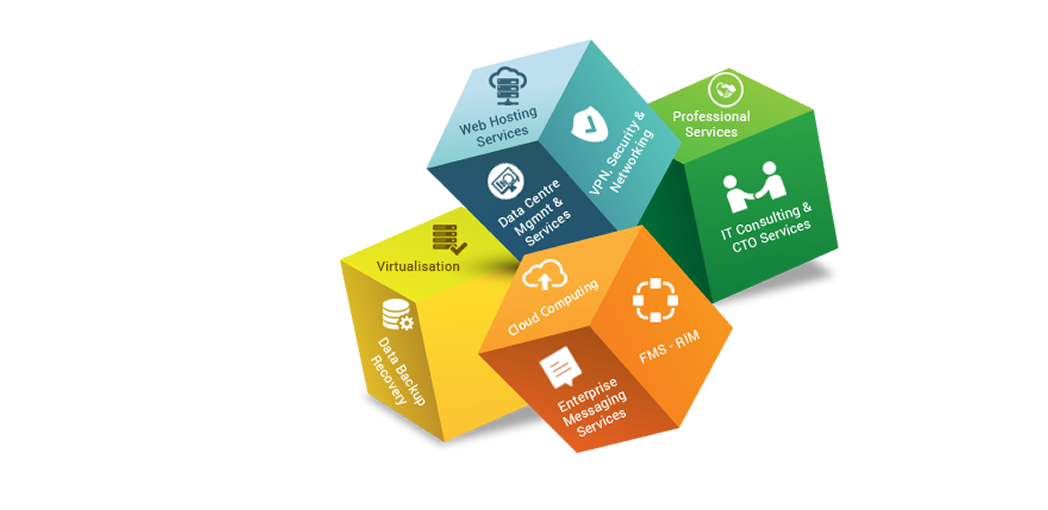 Web Hosting
Services
VPN, Security &
Networking
Data Centre
Mgmnt &
Services
Professional
Services
IT Consulting &
CTO Services
Virtualisation
Data Backup
Recovery
Cloud Computing
FMS - RIM
Enterprise
Messaging
Services